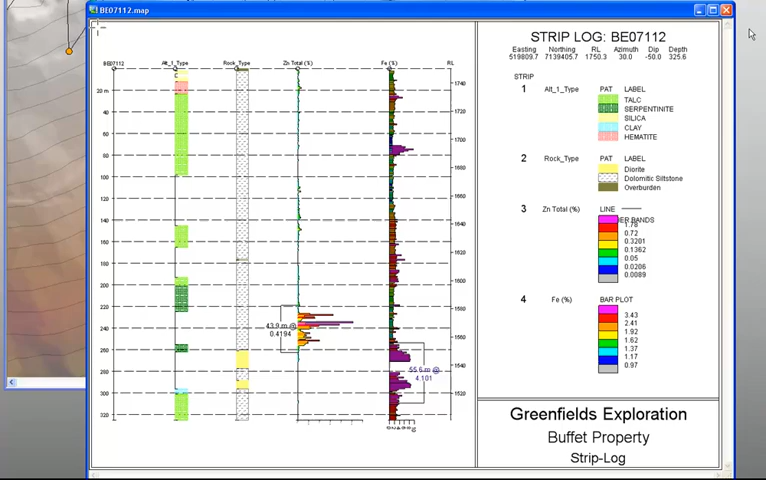 BE07112.map
STRIP LOG: BE07112
Easting Northing RL Azimuth Dip Depth
519809.7 7139405.7 1750.3 30.0 -50.0 325.6
BE07112 Alt_1_Type Rock_Type Zn Total (%) Fe (%) RL
20 m
40
60
80
100
120
140
160
180
200
220
240
260
280
300
320
43.9 m @
0.4194
55.6 m @
4.101
1740
1700
1680
1660
1640
1620
1600
1580
1560
1540
1520
STRIP
1 Alt_1_Type PAT LABEL
TALC
SERPENTINITE
SILICA
CLAY
HEMATITE
2 Rock_Type PAT LABEL
Diorite
Dolomitic Siltstone
Overburden
3 Zn Total (%) LINE
BANDS
1.78
0.72
0.3201
0.1362
0.05
0.0206
0.0089
4 Fe (%) BAR PLOT
3.43
2.41
1.92
1.62
1.37
1.17
0.97
Greenfields Exploration
Buffet Property
Strip-Log